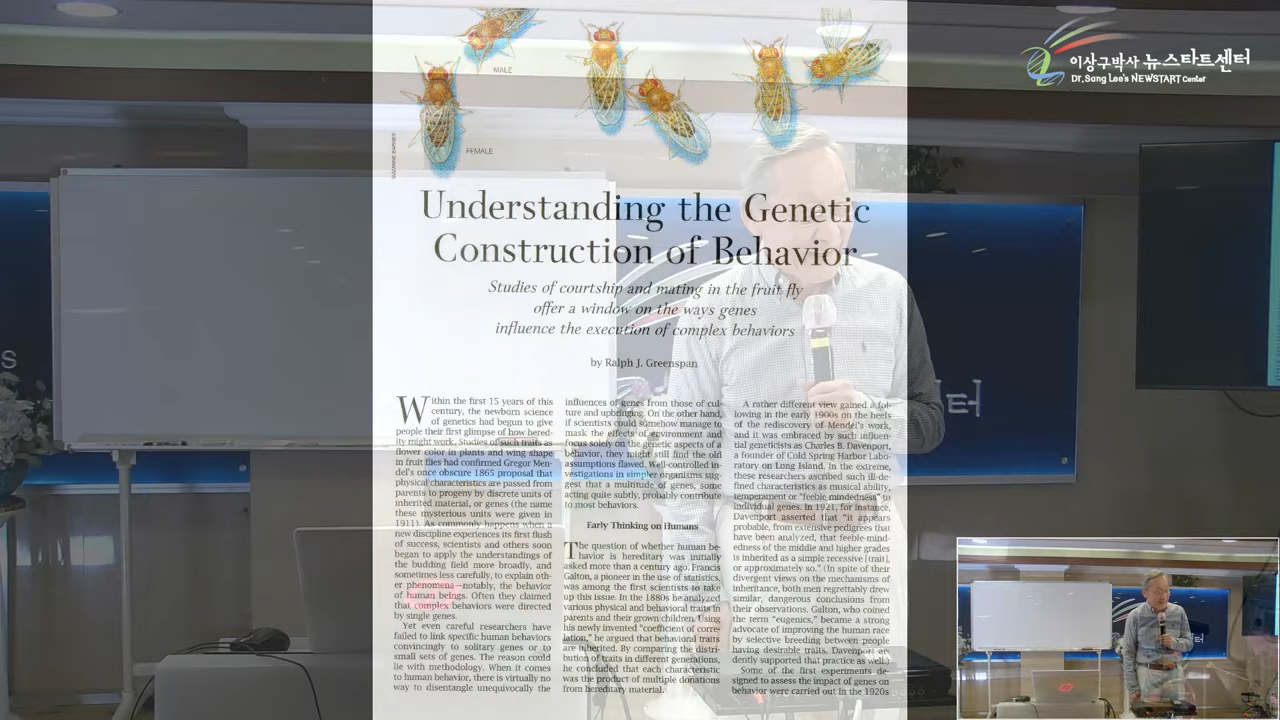 이상구박사 뉴스타트센터
Dr. Sang Lee's NEWSTART Center
MALE
FEMALE
SUZANNE BARNES
Understanding the Genetic
Construction of Behavior
Studies of courtship and mating in the fruit fly
offer a window on the ways genes
influence the execution of complex behaviors
by Ralph J. Greenspan
Within the first 15 years of this
century, the newborn science
of genetics had begun to give
people their first glimpse of how hered-
ity might work. Studies of such traits as
flower color in plants and wing shape
in fruit flies had confirmed Gregor Men-
del's once obscure 1865 proposal that
physical characteristics are passed from
parents to progeny by discrete units of
inherited material, or genes (the name
these mysterious units were given in
1911). As commonly happens when a
new discipline experiences its first flush
of success, scientists and others soon
began to apply the understandings of
the budding field more broadly, and
sometimes less carefully, to explain oth-
er phenomena—notably, the behavior
of human beings. Often they claimed
that complex behaviors were directed
by single genes.
Yet even careful researchers have
failed to link specific human behaviors
convincingly to solitary genes or to
small sets of genes. The reason could
lie with methodology. When it comes
to human behavior, there is virtually no
way to disentangle unequivocally the
influences of genes from those of cul-
ture and upbringing. On the other hand,
if scientists could somehow manage to
mask the effects of environment and
focus solely on the genetic aspects of a
behavior, they might still find the old
assumptions flawed. Well-controlled in-
vestigations in simpler organisms sug-
gest that a multitude of genes, some
acting quite subtly, probably contribute
to most behaviors.
Early Thinking on Humans
The question of whether human be-
havior is hereditary was initially
asked more than a century ago. Francis
Galton, a pioneer in the use of statistics,
was among the first scientists to take
up this issue. In the 1880s he analyzed
various physical and behavioral traits in
parents and their grown children. Using
his newly invented "coefficient of corre-
lation," he argued that behavioral traits
are inherited. By comparing the distri-
bution of traits in different generations,
he concluded that each characteristic
was the product of multiple donations
from hereditary material.
A rather different view gained a fol-
lowing in the early 1900s on the heels
of the rediscovery of Mendel's work,
and it was embraced by such influen-
tial geneticists as Charles B. Davenport,
a founder of Cold Spring Harbor Labo-
ratory on Long Island. In the extreme,
these researchers ascribed such ill-de-
fined characteristics as musical ability,
temperament or "feeble mindedness" to
individual genes. In 1921, for instance,
Davenport asserted that "it appears
probable, from extensive pedigrees that
have been analyzed, that feeble-mind-
edness of the middle and higher grades
is inherited as a simple recessive [trait],
or approximately so." (In spite of their
divergent views on the mechanisms of
inheritance, both men regrettably drew
similar, dangerous conclusions from
their observations. Galton, who coined
the term "eugenics," became a strong
advocate of improving the human race
by selective breeding between people
having desirable traits. Davenport ar-
dently supported that practice as well.)
Some of the first experiments de-
signed to assess the impact of genes on
behavior were carried out in the 1920s
S
센터